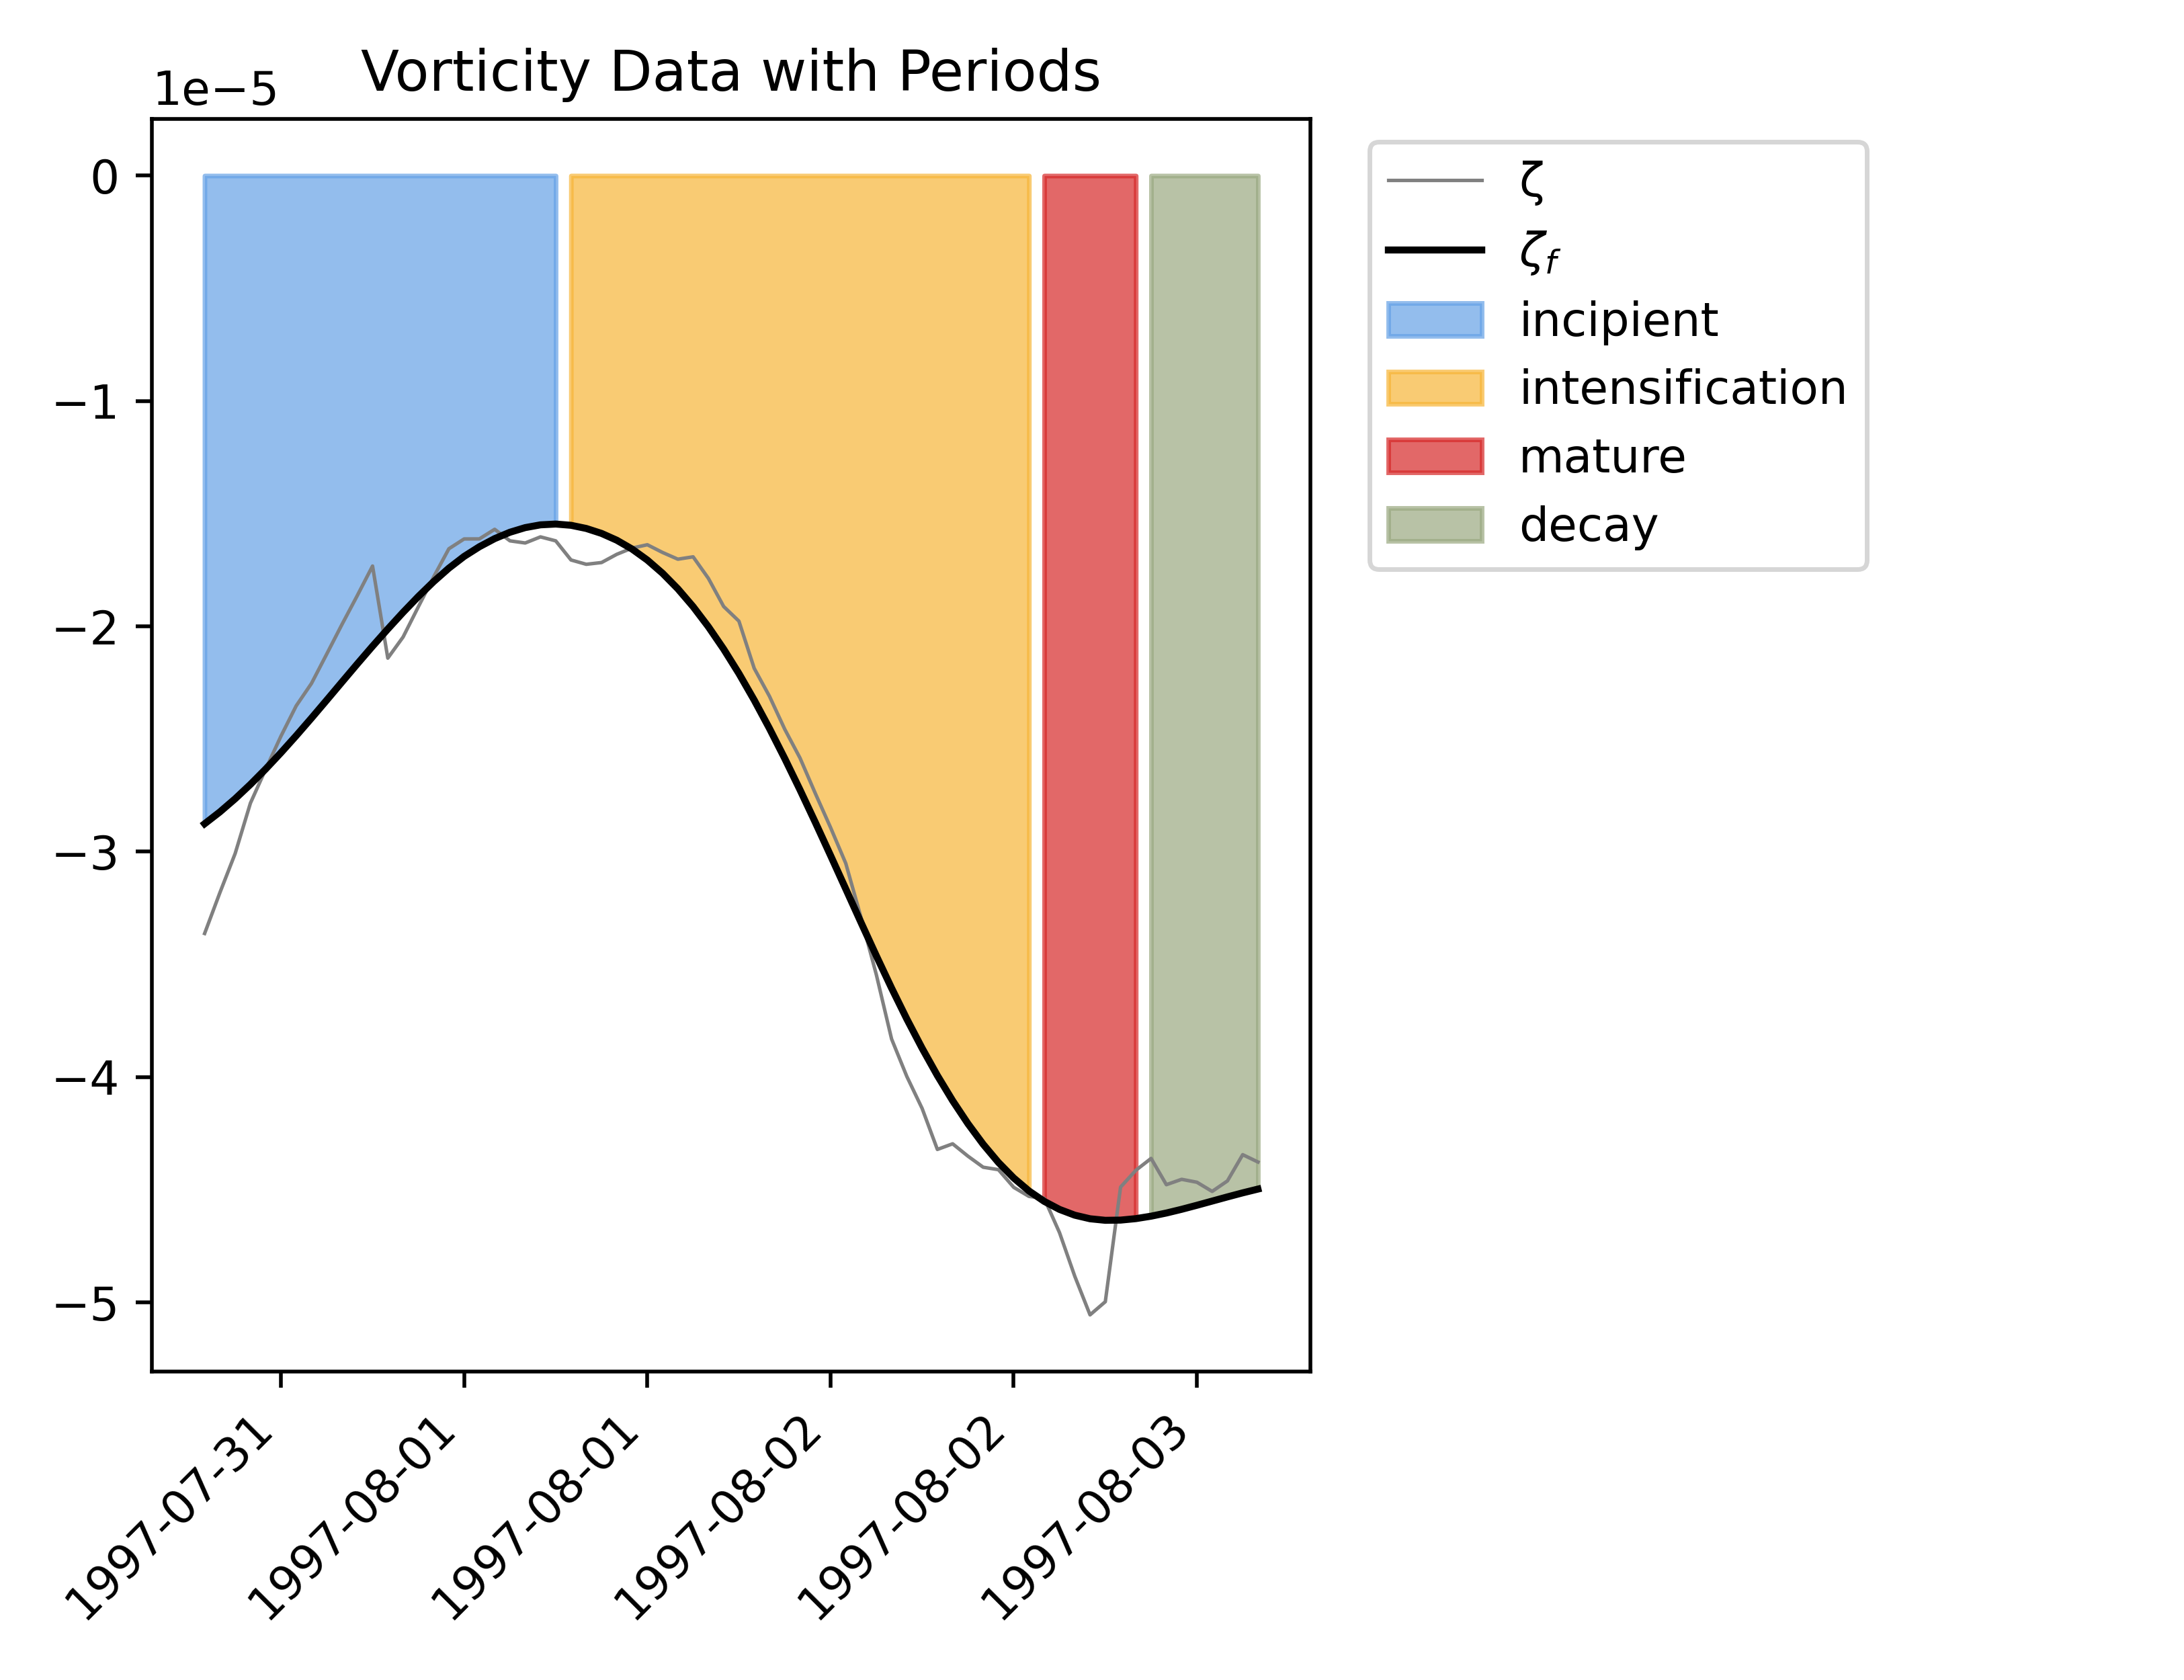 Vorticity Data with Periods
1e−5
0
−1
−2
−3
−4
−5
1997-07-31
1997-08-01
1997-08-01
1997-08-02
1997-08-02
1997-08-03
ζ
ζf
incipient
intensification
mature
decay